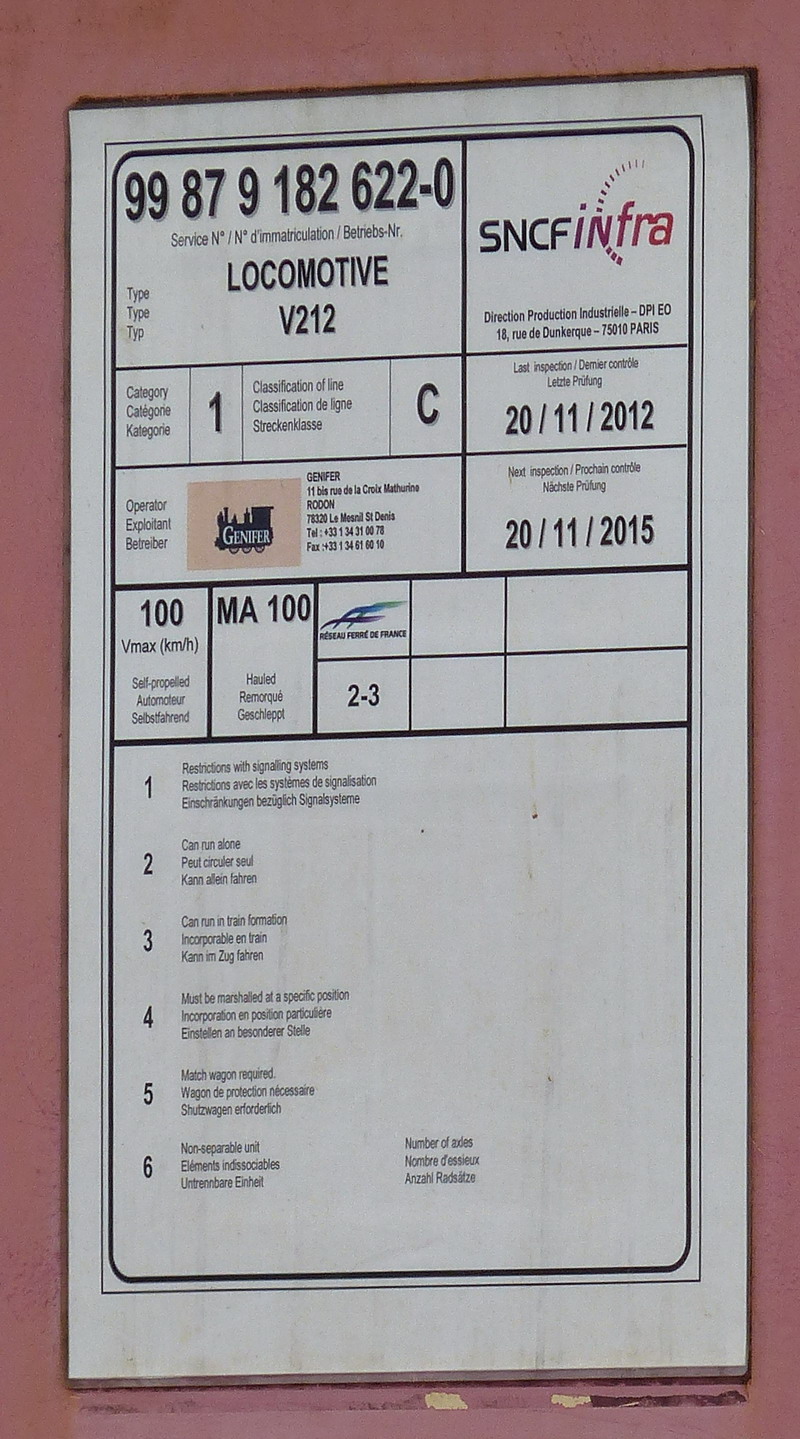 99 87 9 182 622-0
Service N° / N° d'immatriculation / Betriebs-Nr.
Type
Type
Typ
LOCOMOTIVE
V212
SNCF infra
Direction Production Industrielle – DPI EO
18, rue de Dunkerque – 75010 PARIS
Category
Catégorie
Kategorie
1
Classification of line
Classification de ligne
Streckenklasse
C
Last inspection / Dernier contrôle
Letzte Prüfung
20 / 11 / 2012
Operator
Exploitant
Betreiber
GENIFER
GENIFER
11 bis rue de la Croix Mathurine
RODON
78320 Le Mesnil St Denis
Tel : +33 1 34 31 00 78
Fax :+33 1 34 61 60 10
Next inspection / Prochain contrôle
Nächste Prüfung
20 / 11 / 2015
100
Vmax (km/h)
Self-propelled
Automoteur
Selbstfahrend
MA 100
Hauled
Remorqué
Geschleppt
RÉSEAU FERRÉ DE FRANCE
2-3
1
Restrictions with signalling systems
Restrictions avec les systèmes de signalisation
Einschränkungen bezüglich Signalsysteme
2
Can run alone
Peut circuler seul
Kann allein fahren
3
Can run in train formation
Incorporable en train
Kann im Zug fahren
4
Must be marshalled at a specific position
Incorporation en position particulière
Einstellen an besonderer Stelle
5
Match wagon required.
Wagon de protection nécessaire
Shutzwagen erforderlich
6
Non-separable unit
Eléments indissociables
Untrennbare Einheit
Number of axles
Nombre d'essieux
Anzahl Radsätze